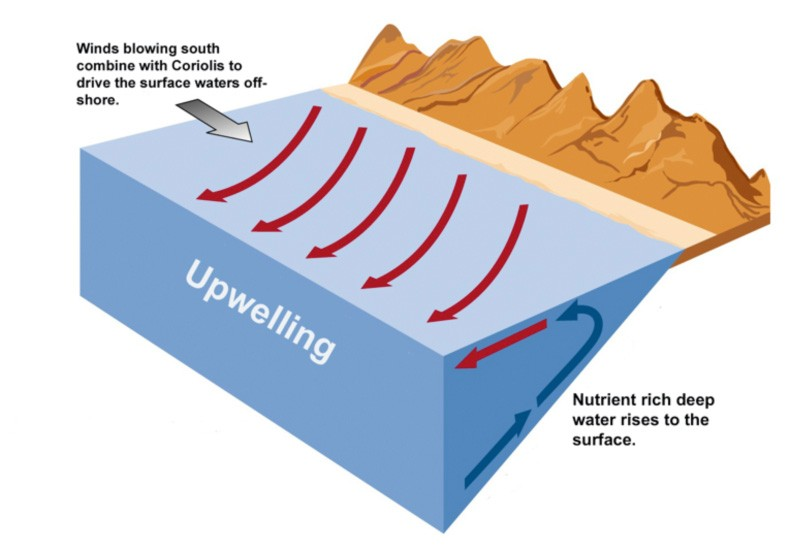 Winds blowing south
combine with Coriolis to
drive the surface waters off-
shore.
Upwelling
Nutrient rich deep
water rises to the
surface.